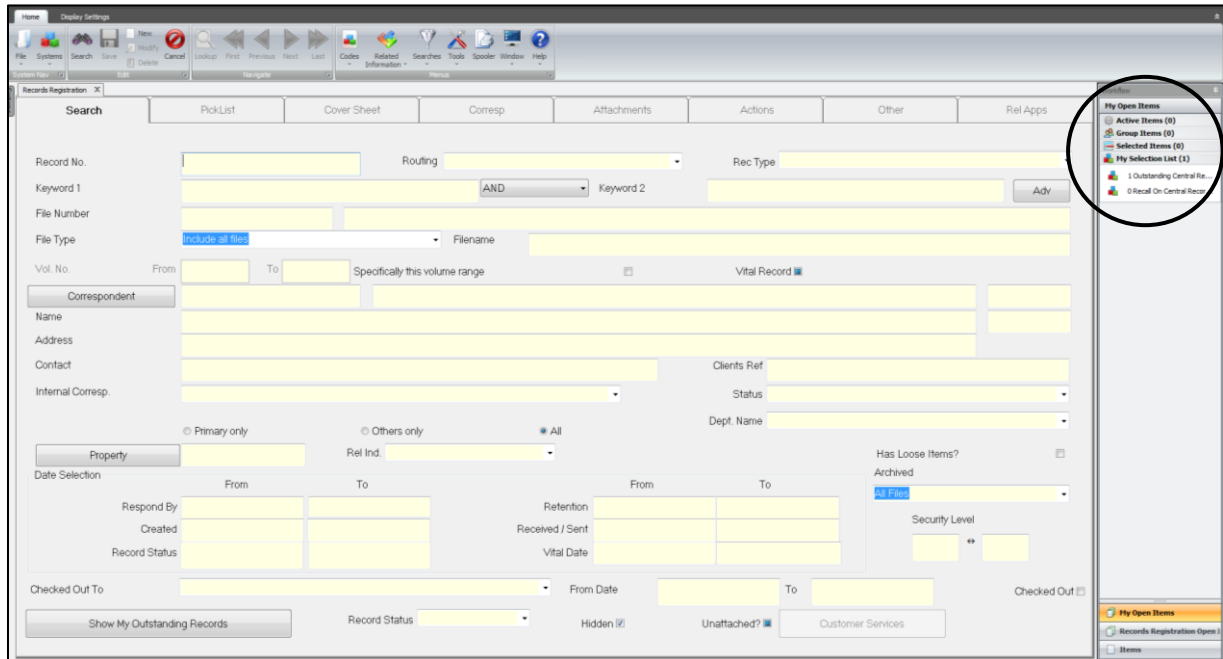 Home Display Settings
File Systems Search Save New Modify Delete Cancel Lookup First Previous Next Last Codes Related Information Searches Tools Spooler Window Help
System Nav Edit Navigate Menus
Records Registration X
Search PickList Cover Sheet Corresp Attachments Actions Other Rel Apps
Record No. Routing Rec Type
Keyword 1 AND Keyword 2 Adv
File Number
File Type Include all files Filename
Vol. No. From To Specifically this volume range Vital Record
Correspondent
Name
Address
Contact Clients Ref
Internal Corresp. Status
Dept. Name
Primary only Others only All
Property Rel Ind. Has Loose Items?
Date Selection Archived
From To From To
All Files
Respond By Retention
Security Level
Created Received / Sent
Record Status Vital Date
Checked Out To From Date To Checked Out
Show My Outstanding Records Record Status Hidden Unattached? Customer Services
Workflow
My Open Items
Active Items (0)
Group Items (0)
Selected Items (0)
My Selection List (1)
1 Outstanding Central Re...
0 Recall On Central Recor...
My Open Items
Records Registration Open I
Items